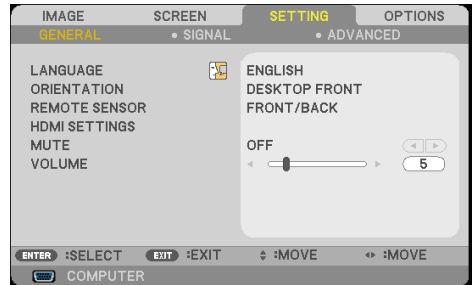 IMAGE SCREEN SETTING OPTIONS
GENERAL • SIGNAL • ADVANCED
LANGUAGE ENGLISH
ORIENTATION DESKTOP FRONT
REMOTE SENSOR FRONT/BACK
HDMI SETTINGS
MUTE OFF
VOLUME 5
ENTER :SELECT EXIT :EXIT :MOVE :MOVE
COMPUTER